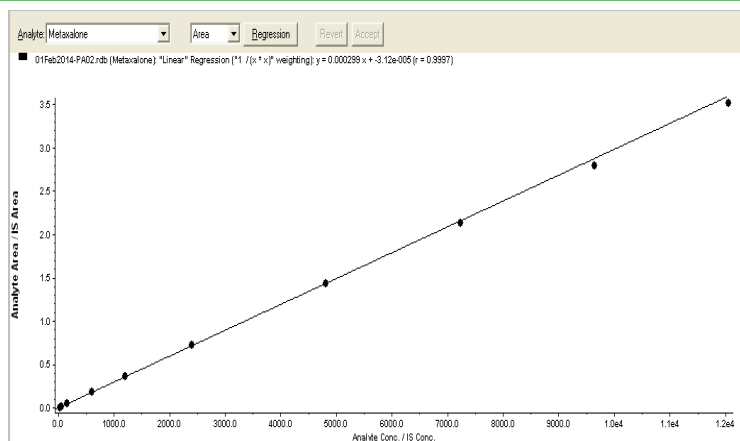 Analyte: Metaxalone Area Regression Revert Accept
01Feb2014-PA02.rdb (Metaxalone): "Linear" Regression ("1 / (x * x)" weighting): y = 0.000299 x + -3.12e-005 (r = 0.9997)
Analyte Area / IS Area
3.5
3.0
2.5
2.0
1.5
1.0
0.5
0.0
0.0 1000.0 2000.0 3000.0 4000.0 5000.0 6000.0 7000.0 8000.0 9000.0 1.0e4 1.1e4 1.2e4
Analyte Conc. / IS Conc.